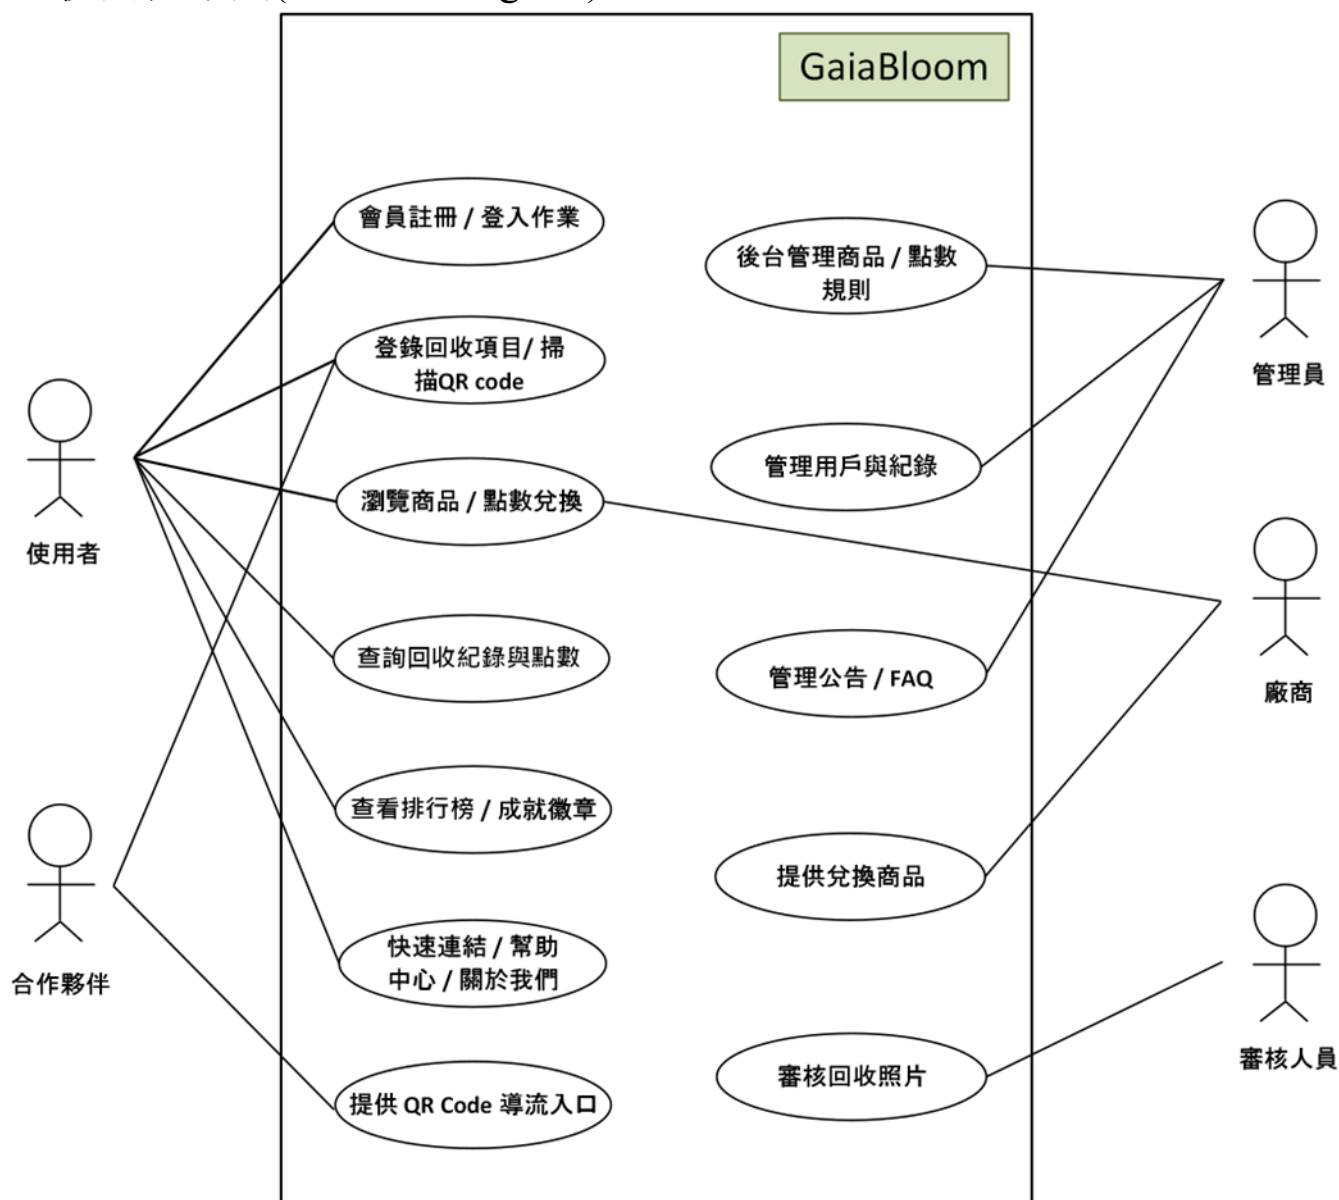 GaiaBloom
會員註冊 / 登入作業
登錄回收項目/ 掃
描QR code
瀏覽商品 / 點數兌換
查詢回收紀錄與點數
查看排行榜 / 成就徽章
快速連結 / 幫助
中心 / 關於我們
提供 QR Code 導流入口
後台管理商品 / 點數
規則
管理用戶與紀錄
管理公告 / FAQ
提供兌換商品
審核回收照片
使用者
合作夥伴
管理員
廠商
審核人員